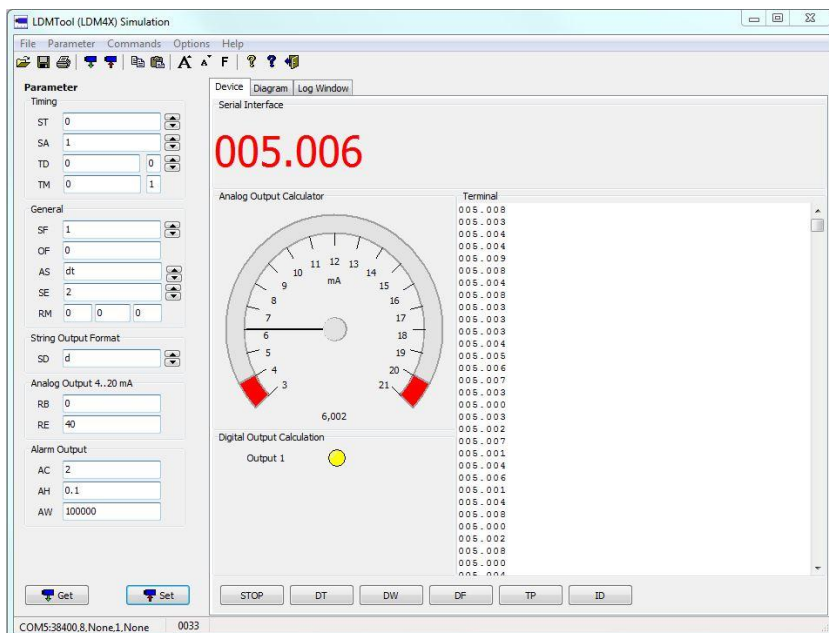 LDMTool (LDM4X) Simulation
File Parameter Commands Options Help
A A F ? ?
Parameter
Timing
ST 0
SA 1
TD 0 0
TM 0 1
General
SF 1
OF 0
AS dt
SE 2
RM 0 0 0
String Output Format
SD d
Analog Output 4..20 mA
RB 0
RE 40
Alarm Output
AC 2
AH 0.1
AW 100000
Get Set
Device Diagram Log Window
Serial Interface
005.006
Analog Output Calculator
3 4 5 6 7 8 9 10 11 12 13 14 15 16 17 18 19 20 21
mA
6,002
Digital Output Calculation
Output 1
Terminal
005.008
005.003
005.004
005.004
005.009
005.008
005.004
005.008
005.003
005.003
005.003
005.004
005.005
005.006
005.007
005.003
005.000
005.003
005.002
005.007
005.001
005.004
005.006
005.001
005.004
005.008
005.000
005.002
005.008
005.000
005.004
STOP DT DW DF TP ID
COM5:38400,8,None,1,None 0033